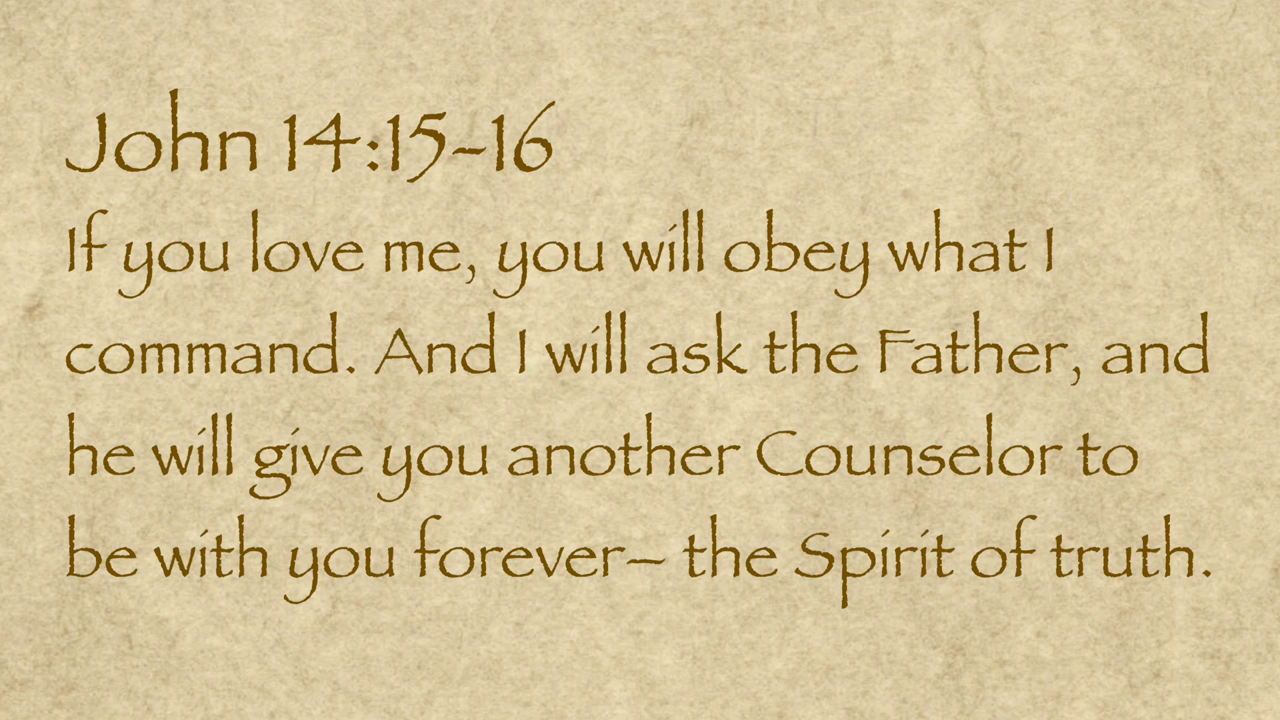 John 14:15-16
If you love me, you will obey what I
command. And I will ask the Father, and
he will give you another Counselor to
be with you forever– the Spirit of truth.